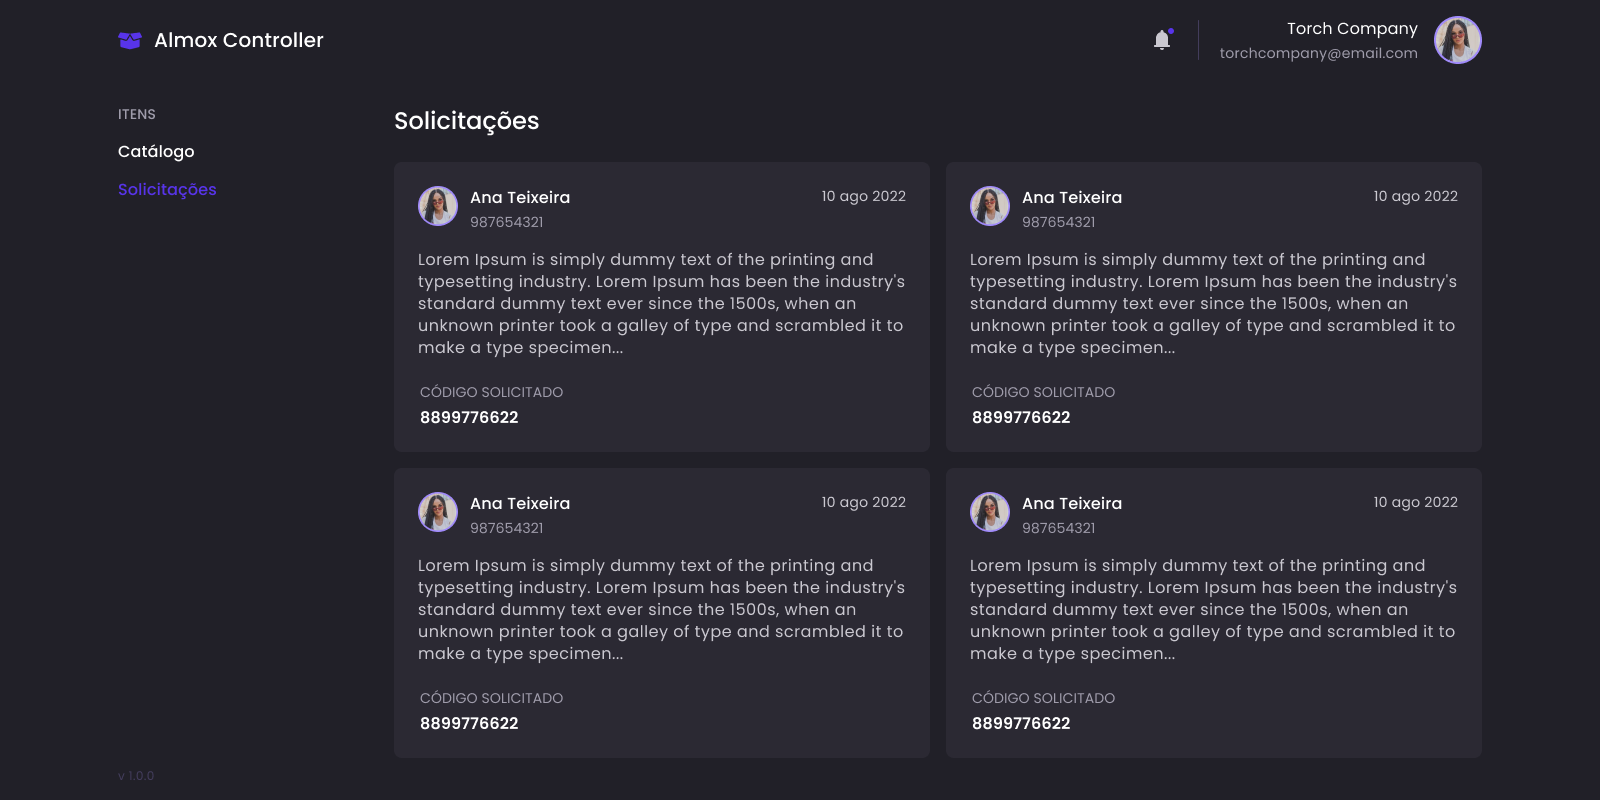 Almox Controller
Torch Company
torchcompany@email.com
ITENS
Catálogo
Solicitações
Solicitações
Ana Teixeira
10 ago 2022
987654321
Lorem Ipsum is simply dummy text of the printing and
typesetting industry. Lorem Ipsum has been the industry's
standard dummy text ever since the 1500s, when an
unknown printer took a galley of type and scrambled it to
make a type specimen...
CÓDIGO SOLICITADO
8899776622
Ana Teixeira
10 ago 2022
987654321
Lorem Ipsum is simply dummy text of the printing and
typesetting industry. Lorem Ipsum has been the industry's
standard dummy text ever since the 1500s, when an
unknown printer took a galley of type and scrambled it to
make a type specimen...
CÓDIGO SOLICITADO
8899776622
Ana Teixeira
10 ago 2022
987654321
Lorem Ipsum is simply dummy text of the printing and
typesetting industry. Lorem Ipsum has been the industry's
standard dummy text ever since the 1500s, when an
unknown printer took a galley of type and scrambled it to
make a type specimen...
CÓDIGO SOLICITADO
8899776622
Ana Teixeira
10 ago 2022
987654321
Lorem Ipsum is simply dummy text of the printing and
typesetting industry. Lorem Ipsum has been the industry's
standard dummy text ever since the 1500s, when an
unknown printer took a galley of type and scrambled it to
make a type specimen...
CÓDIGO SOLICITADO
8899776622
v 1.0.0